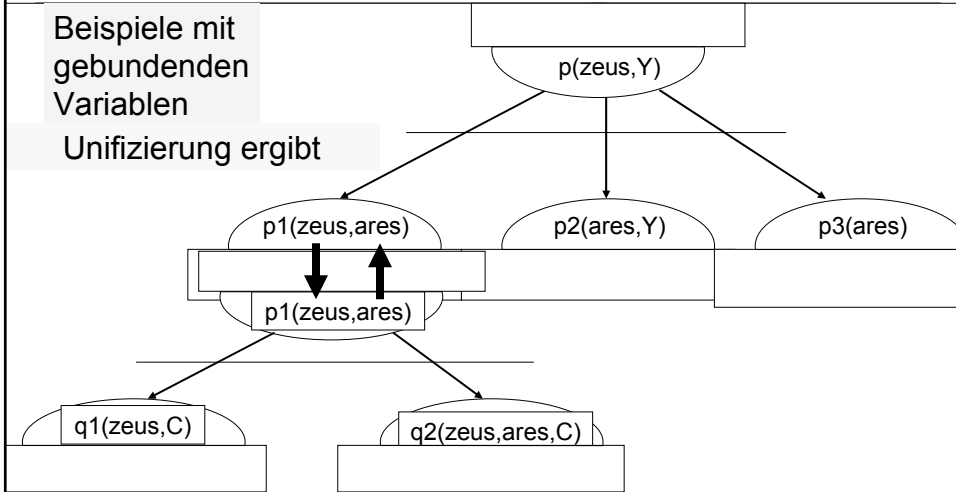 Beispiele mit
gebundenden
Variablen
Unifizierung ergibt
p(zeus,Y)
p1(zeus,ares)
p2(ares,Y)
p3(ares)
p1(zeus,ares)
q1(zeus,C)
q2(zeus,ares,C)